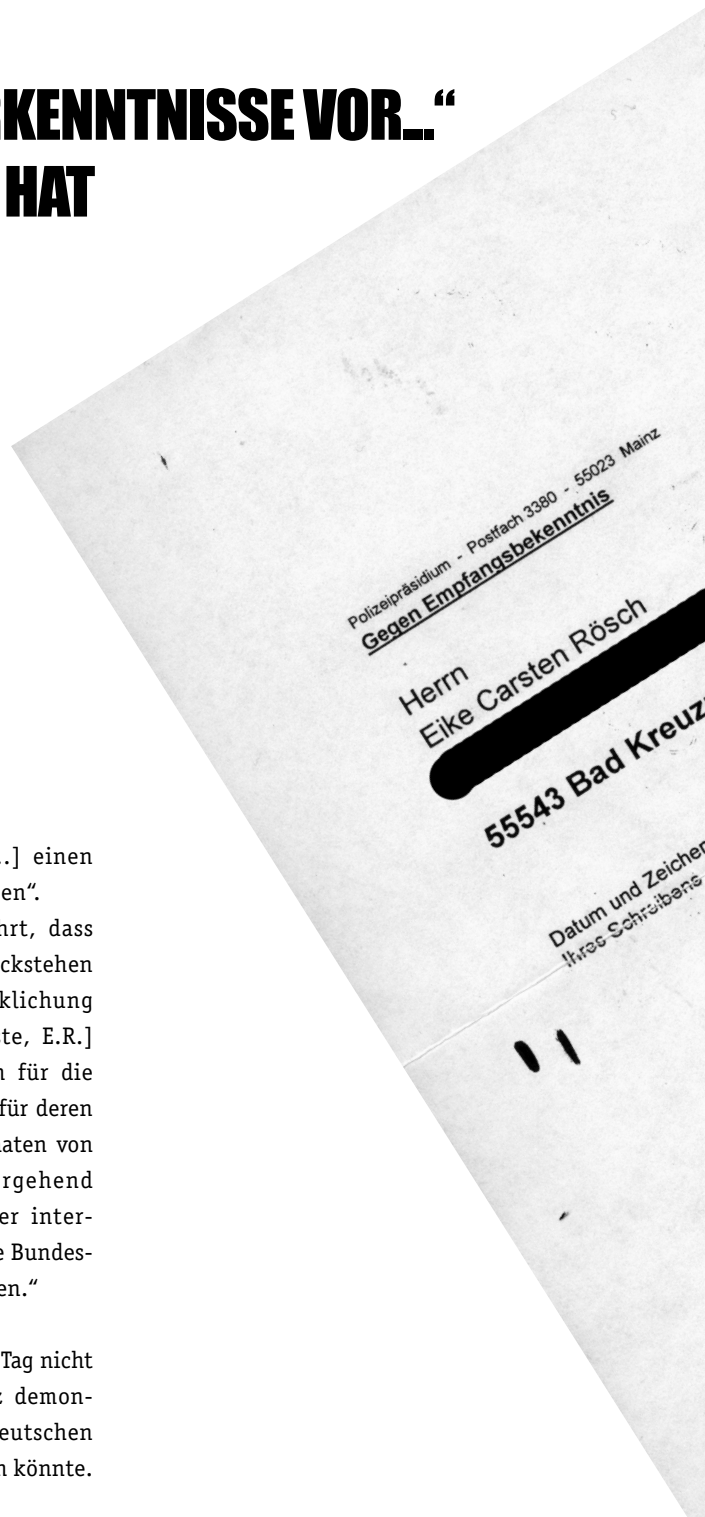 RKENNTNISSE VOR...“
HAT
Polizeipräsidium - Postfach 3380 - 55023 Mainz
Gegen Empfangsbekenntnis
Herrn
Eike Carsten Rösch
55543 Bad Kreuz
Datum und Zeichen
Ihres Schreibens
..] einen
en“.
hrt, dass
ckstehen
klichung
te, E.R.]
n für die
für deren
aten von
rgehend
er inter-
e Bundes-
en.“
Tag nicht
z demon-
eutschen
n könnte.